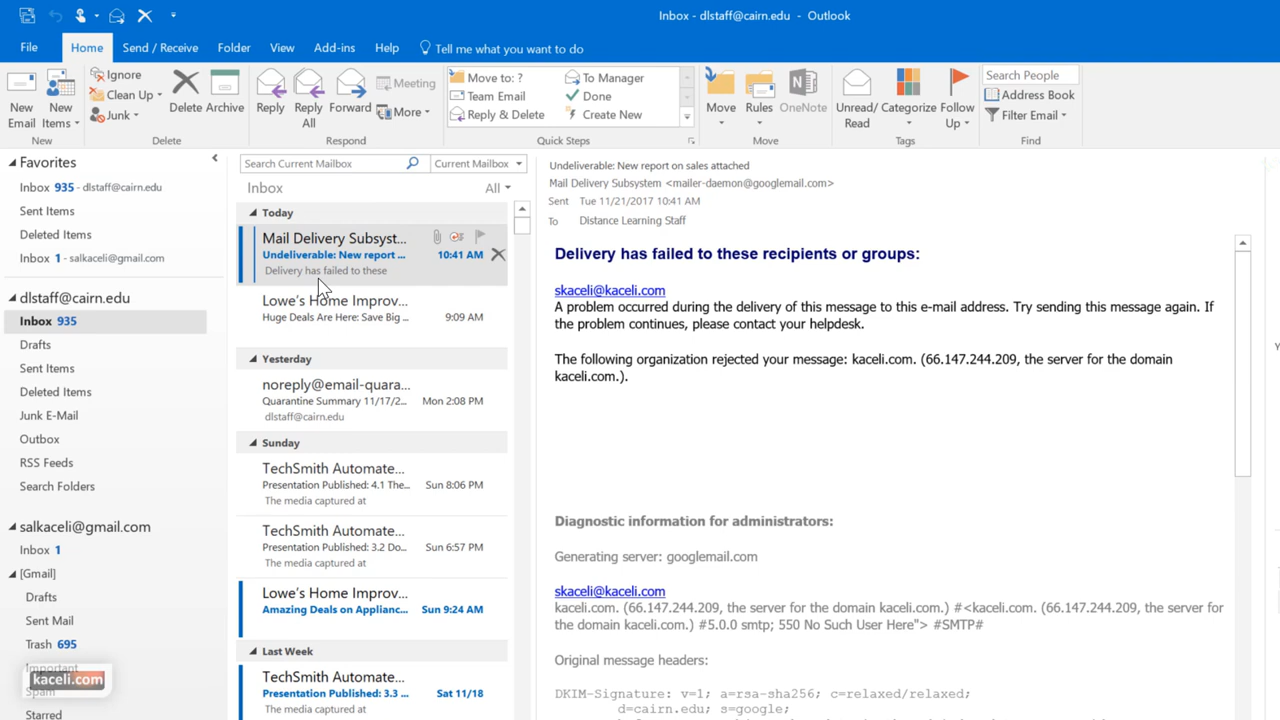 Inbox - dlstaff@cairn.edu - Outlook
File Home Send / Receive Folder View Add-ins Help Tell me what you want to do
New Email
New Items
New
Ignore
Clean Up
Junk
Delete
Archive
Delete
Reply
Reply All
Forward
Meeting
More
Respond
Move to: ?
Team Email
Reply & Delete
To Manager
Done
Create New
Quick Steps
Move
Rules
OneNote
Move
Unread/ Read
Categorize
Follow Up
Tags
Search People
Address Book
Filter Email
Find
Favorites
Inbox 935 - dlstaff@cairn.edu
Sent Items
Deleted Items
Inbox 1 - salkaceli@gmail.com
dlstaff@cairn.edu
Inbox 935
Drafts
Sent Items
Deleted Items
Junk E-Mail
Outbox
RSS Feeds
Search Folders
salkaceli@gmail.com
Inbox 1
[Gmail]
Drafts
Sent Mail
Trash 695
Important
kaceli.com
Spam
Starred
Search Current Mailbox Current Mailbox
Inbox All
Today
Mail Delivery Subsyst...
Undeliverable: New report ... 10:41 AM
Delivery has failed to these
Lowe's Home Improv...
Huge Deals Are Here: Save Big ... 9:09 AM
Yesterday
noreply@email-quara...
Quarantine Summary 11/17/2... Mon 2:08 PM
dlstaff@cairn.edu
Sunday
TechSmith Automate...
Presentation Published: 4.1 The... Sun 8:06 PM
The media captured at
TechSmith Automate...
Presentation Published: 3.2 Do... Sun 6:57 PM
The media captured at
Lowe's Home Improv...
Amazing Deals on Applianc... Sun 9:24 AM
Last Week
TechSmith Automate...
Presentation Published: 3.3 ... Sat 11/18
The media captured at
Undeliverable: New report on sales attached
Mail Delivery Subsystem <mailer-daemon@googlemail.com>
Sent Tue 11/21/2017 10:41 AM
To Distance Learning Staff
Delivery has failed to these recipients or groups:
skaceli@kaceli.com
A problem occurred during the delivery of this message to this e-mail address. Try sending this message again. If
the problem continues, please contact your helpdesk.
The following organization rejected your message: kaceli.com. (66.147.244.209, the server for the domain
kaceli.com.).
Diagnostic information for administrators:
Generating server: googlemail.com
skaceli@kaceli.com
kaceli.com. (66.147.244.209, the server for the domain kaceli.com.) #<kaceli.com. (66.147.244.209, the server for
the domain kaceli.com.) #5.0.0 smtp; 550 No Such User Here"> #SMTP#
Original message headers:
DKIM-Signature: v=1; a=rsa-sha256; c=relaxed/relaxed;
d=cairn.edu; s=google;